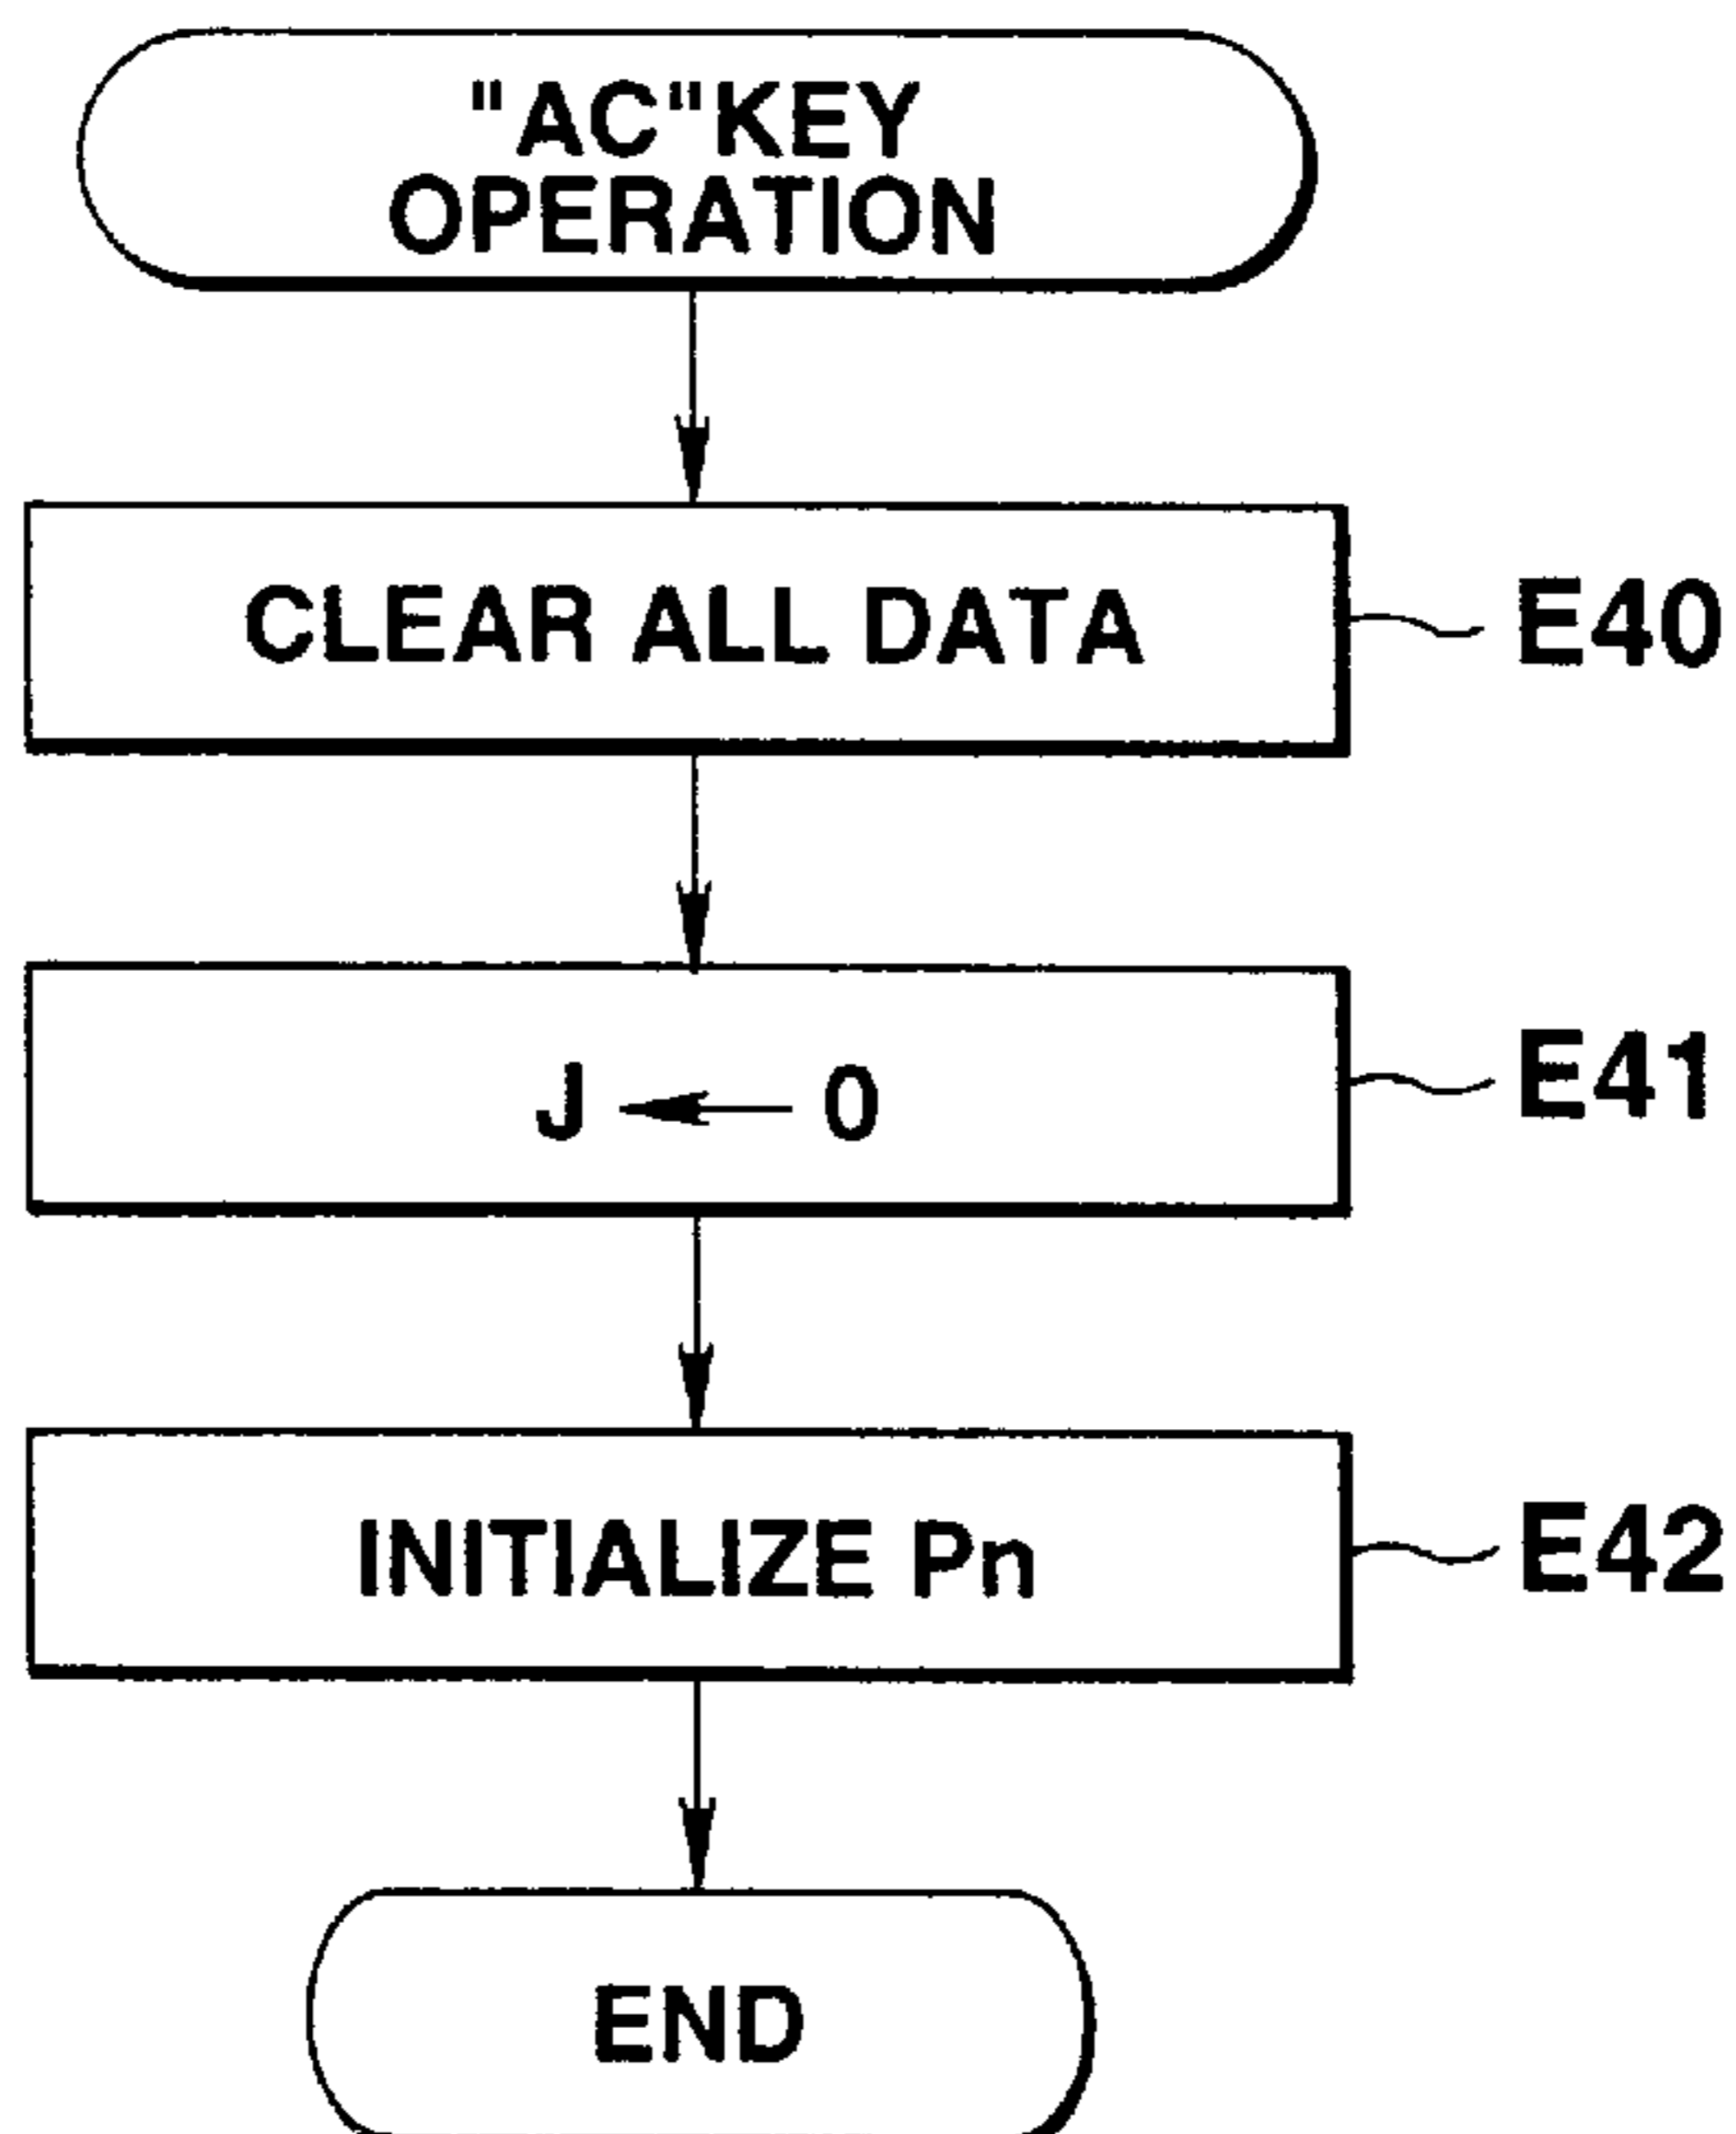 "AC"KEY
OPERATION
CLEAR ALL DATA
E40
J ← 0
E41
INITIALIZE Pn
E42
END